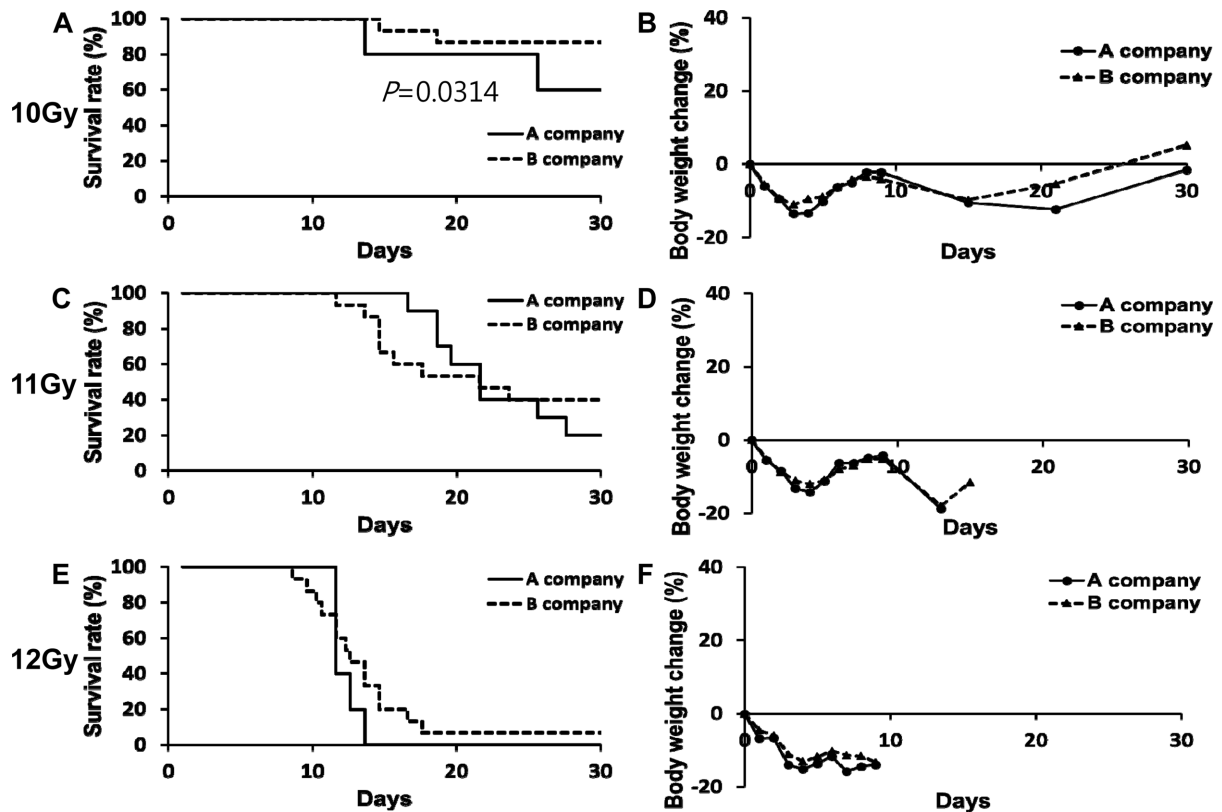 A
Survival rate (%)
100
80
60
40
20
0
P=0.0314
A company
B company
0 10 20 30
Days
10Gy
B
Body weight change (%)
40
20
0
-20
A company
B company
0 10 20 30
Days
C
Survival rate (%)
100
80
60
40
20
0
A company
B company
0 10 20 30
Days
11Gy
D
Body weight change (%)
40
20
0
-20
A company
B company
0 10 20 30
Days
E
Survival rate (%)
100
80
60
40
20
0
A company
B company
0 10 20 30
Days
12Gy
F
Body weight change (%)
40
20
0
-20
A company
B company
0 10 20 30
Days